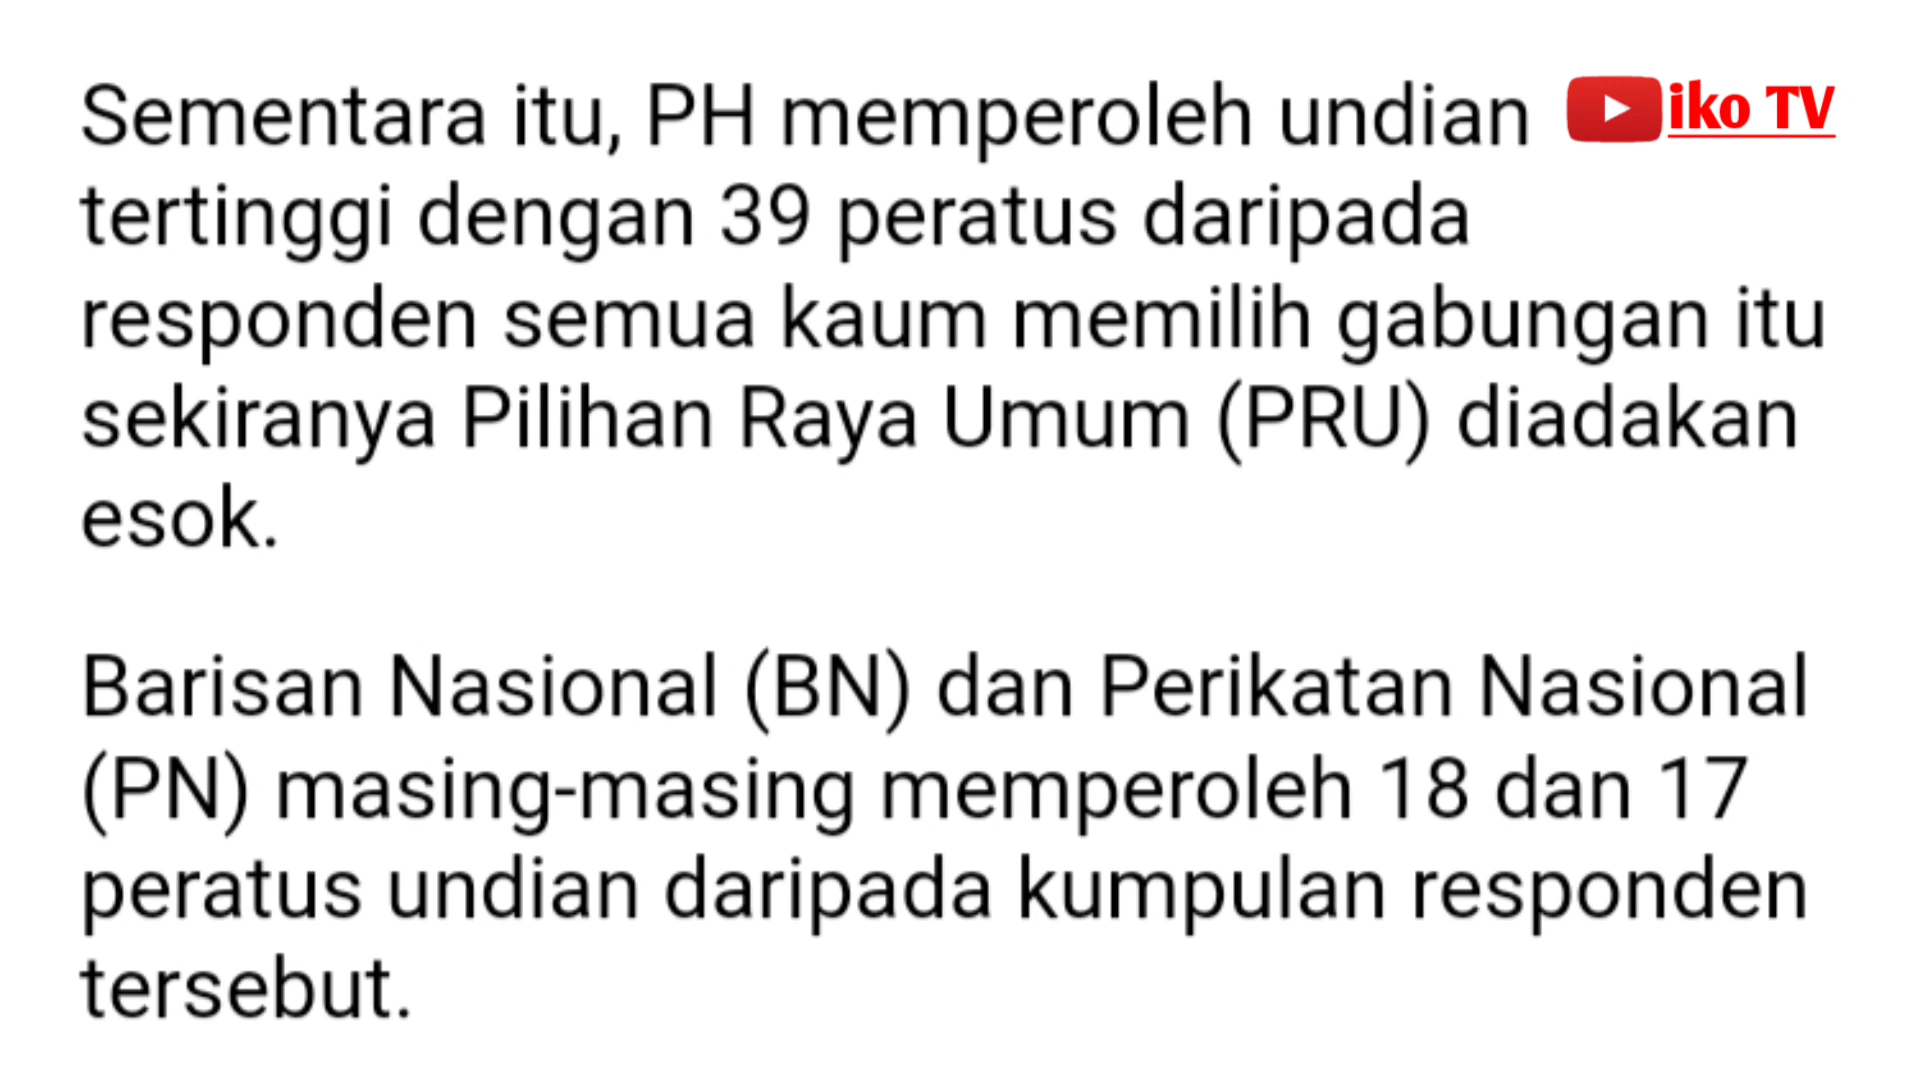 Sementara itu, PH memperoleh undian
iko TV
tertinggi dengan 39 peratus daripada
responden semua kaum memilih gabungan itu
sekiranya Pilihan Raya Umum (PRU) diadakan
esok.
Barisan Nasional (BN) dan Perikatan Nasional
(PN) masing-masing memperoleh 18 dan 17
peratus undian daripada kumpulan responden
tersebut.